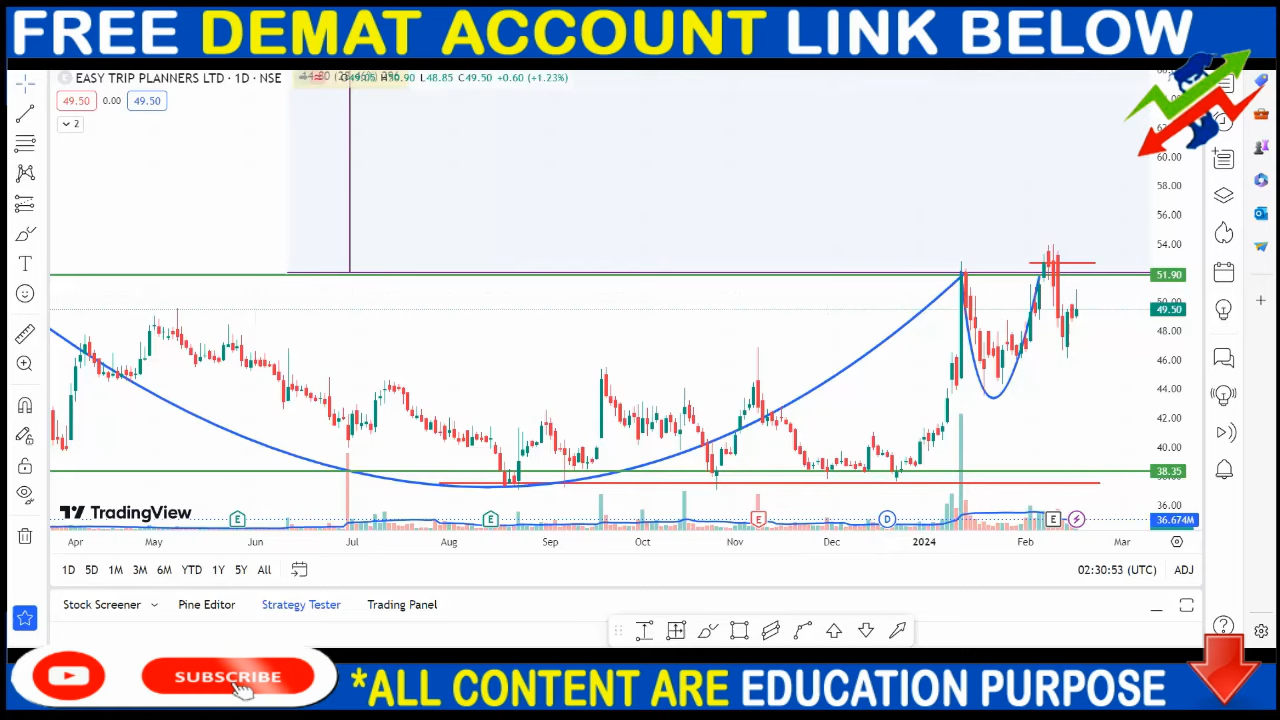 FREE DEMAT ACCOUNT LINK BELOW
EASY TRIP PLANNERS LTD · 1D · NSE H50.90 L48.85 C49.50 +0.60 (+1.23%)
49.50 0.00 49.50
2
60.00
58.00
56.00
54.00
51.90
49.50
48.00
46.00
44.00
42.00
40.00
38.35
36.00
36.674M
TradingView
E E E D E
Apr May Jun Jul Aug Sep Oct Nov Dec 2024 Feb Mar
1D 5D 1M 3M 6M YTD 1Y 5Y All 02:30:53 (UTC) ADJ
Stock Screener Pine Editor Strategy Tester Trading Panel
SUBSCRIBE
*ALL CONTENT ARE EDUCATION PURPOSE